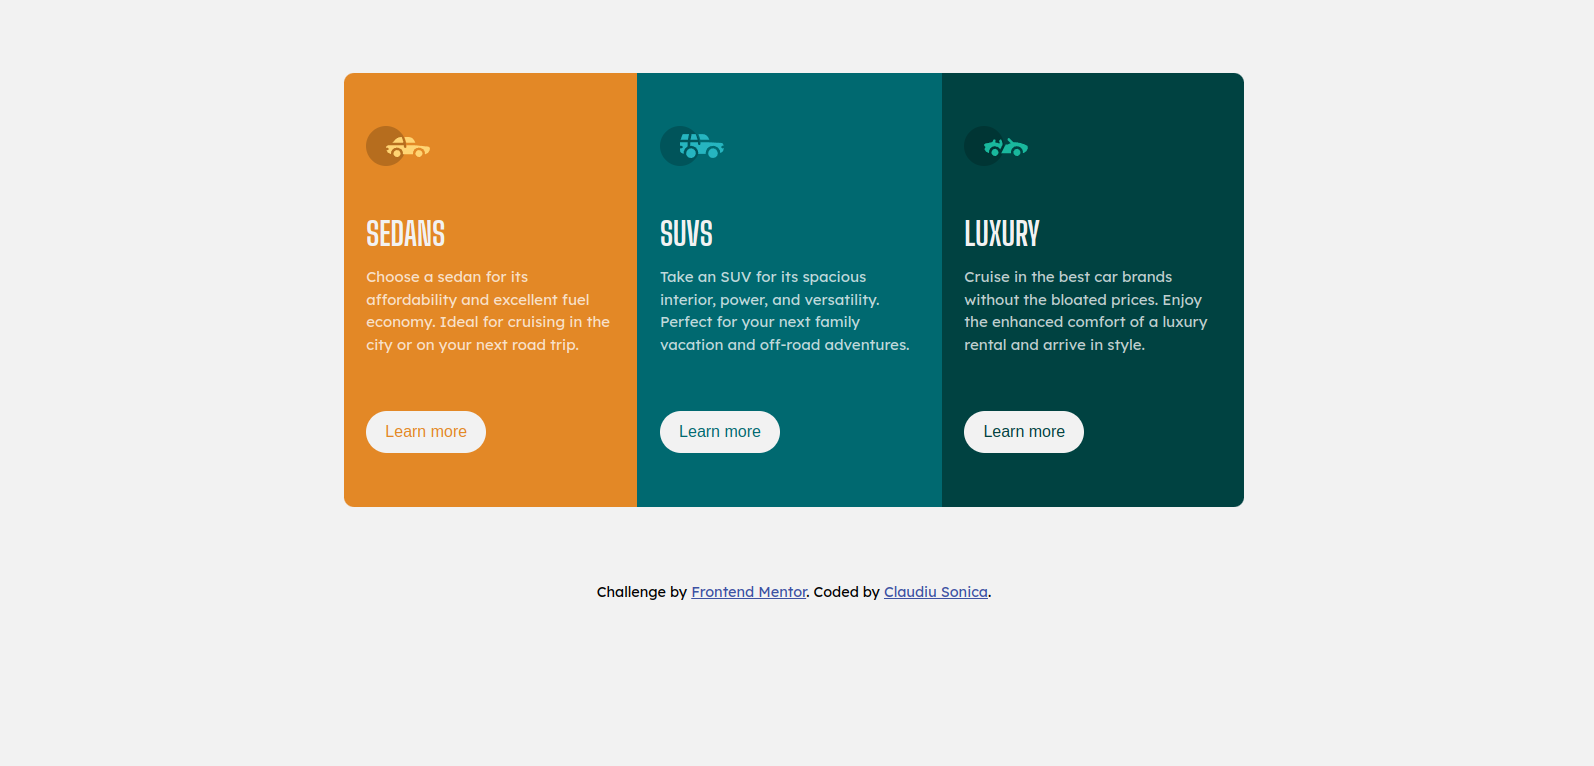 SEDANS
Choose a sedan for its
affordability and excellent fuel
economy. Ideal for cruising in the
city or on your next road trip.
Learn more
SUVS
Take an SUV for its spacious
interior, power, and versatility.
Perfect for your next family
vacation and off-road adventures.
Learn more
LUXURY
Cruise in the best car brands
without the bloated prices. Enjoy
the enhanced comfort of a luxury
rental and arrive in style.
Learn more
Challenge by Frontend Mentor. Coded by Claudiu Sonica.